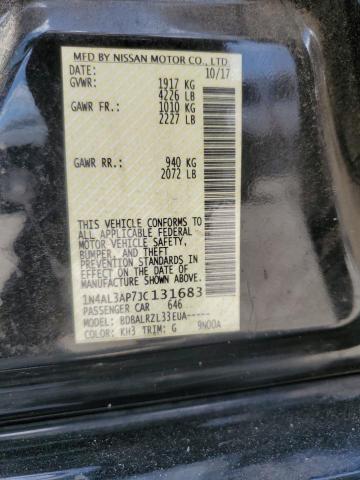 MFD BY NISSAN MOTOR CO., LTD.
DATE: 10/17
GVWR: 1917 KG
4226 LB
GAWR FR.: 1010 KG
2227 LB
GAWR RR.: 940 KG
2072 LB
THIS VEHICLE CONFORMS TO
ALL APPLICABLE FEDERAL
MOTOR VEHICLE SAFETY,
BUMPER, AND THEFT
PREVENTION STANDARDS IN
EFFECT ON THE DATE OF
MANUFACTURE SHOWN ABOVE.
1N4AL3AP7JC131683
PASSENGER CAR 646
MODEL: BDBALRZL33EUA-----
COLOR: KH3 TRIM: G 9N00A